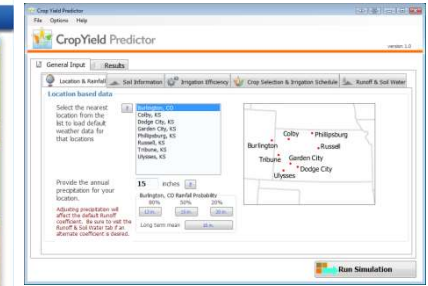 Crop Yield Predictor
File Options Help
CropYield Predictor
version 1.0
General Input Results
Location & Rainfall Soil Information Irrigation Efficiency Crop Selection & Irrigation Schedule Runoff & Soil Water
Location based data
Select the nearest
location from the
list to load default
weather data for
that locations
?
Burlington, CO
Colby, KS
Dodge City, KS
Garden City, KS
Philipsburg, KS
Russell, KS
Tribune, KS
Ulysses, KS
Colby
Philipsburg
Burlington
Russell
Tribune
Garden City
Dodge City
Ulysses
Provide the annual
precipitation for your
location.
15 inches ?
Adjusting precipitation will
affect the default Runoff
coefficient. Be sure to visit the
Runoff & Soil Water tab if an
alternate coefficient is desired.
Burlington, CO Rainfall Probability
80% 50% 20%
Long term mean
Run Simulation